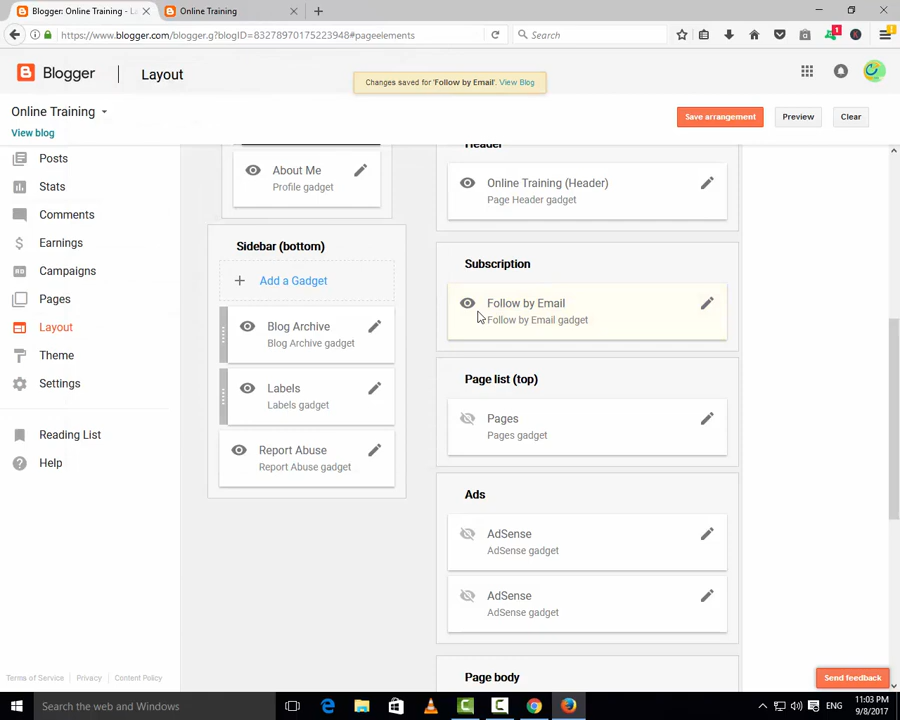 Blogger: Online Training - La
Online Training
https://www.blogger.com/blogger.g?blogID=83278970175223948#pageelements
Search
1
Blogger
Layout
Changes saved for 'Follow by Email'. View Blog
Online Training
View blog
Save arrangement
Preview
Clear
Posts
Stats
Comments
Earnings
Campaigns
Pages
Layout
Theme
Settings
Reading List
Help
About Me
Profile gadget
Sidebar (bottom)
Add a Gadget
Blog Archive
Blog Archive gadget
Labels
Labels gadget
Report Abuse
Report Abuse gadget
Header
Online Training (Header)
Page Header gadget
Subscription
Follow by Email
Follow by Email gadget
Page list (top)
Pages
Pages gadget
Ads
AdSense
AdSense gadget
AdSense
AdSense gadget
Page body
Terms of Service
Privacy
Content Policy
Send feedback
Search the web and Windows
ENG
11:03 PM
9/8/2017